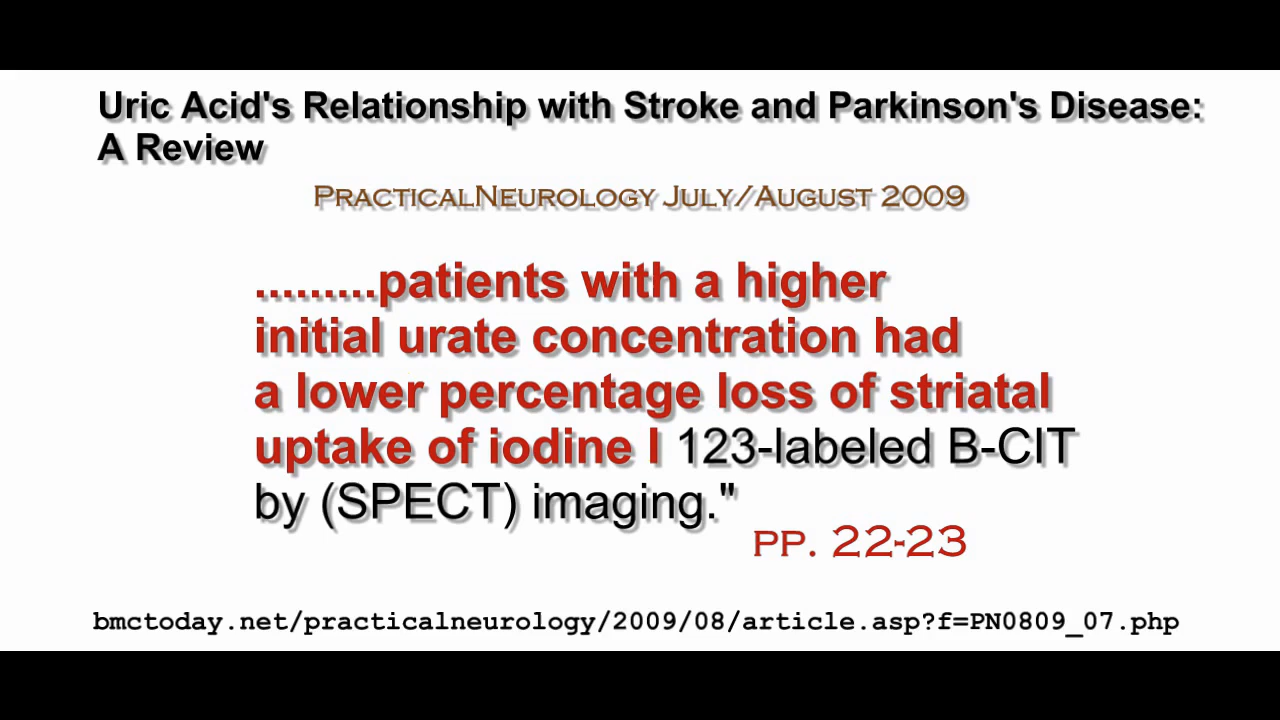 Uric Acid's Relationship with Stroke and Parkinson's Disease:
A Review
PracticalNeurology July/August 2009
.........patients with a higher
initial urate concentration had
a lower percentage loss of striatal
uptake of iodine I 123-labeled B-CIT
by (SPECT) imaging."
PP. 22-23
bmctoday.net/practicalneurology/2009/08/article.asp?f=PN0809_07.php